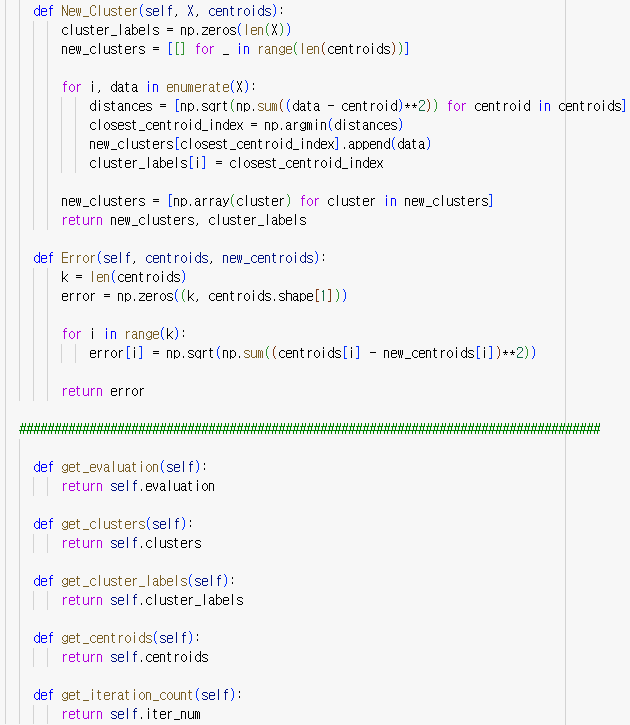 def New_Cluster(self, X, centroids):
cluster_labels = np.zeros(len(X))
new_clusters = [[] for _ in range(len(centroids))]
for i, data in enumerate(X):
distances = [np.sqrt(np.sum((data - centroid)**2)) for centroid in centroids]
closest_centroid_index = np.argmin(distances)
new_clusters[closest_centroid_index].append(data)
cluster_labels[i] = closest_centroid_index
new_clusters = [np.array(cluster) for cluster in new_clusters]
return new_clusters, cluster_labels
def Error(self, centroids, new_centroids):
k = len(centroids)
error = np.zeros((k, centroids.shape[1]))
for i in range(k):
error[i] = np.sqrt(np.sum((centroids[i] - new_centroids[i])**2))
return error
###################################################################################
def get_evaluation(self):
return self.evaluation
def get_clusters(self):
return self.clusters
def get_cluster_labels(self):
return self.cluster_labels
def get_centroids(self):
return self.centroids
def get_iteration_count(self):
return self.iter_num